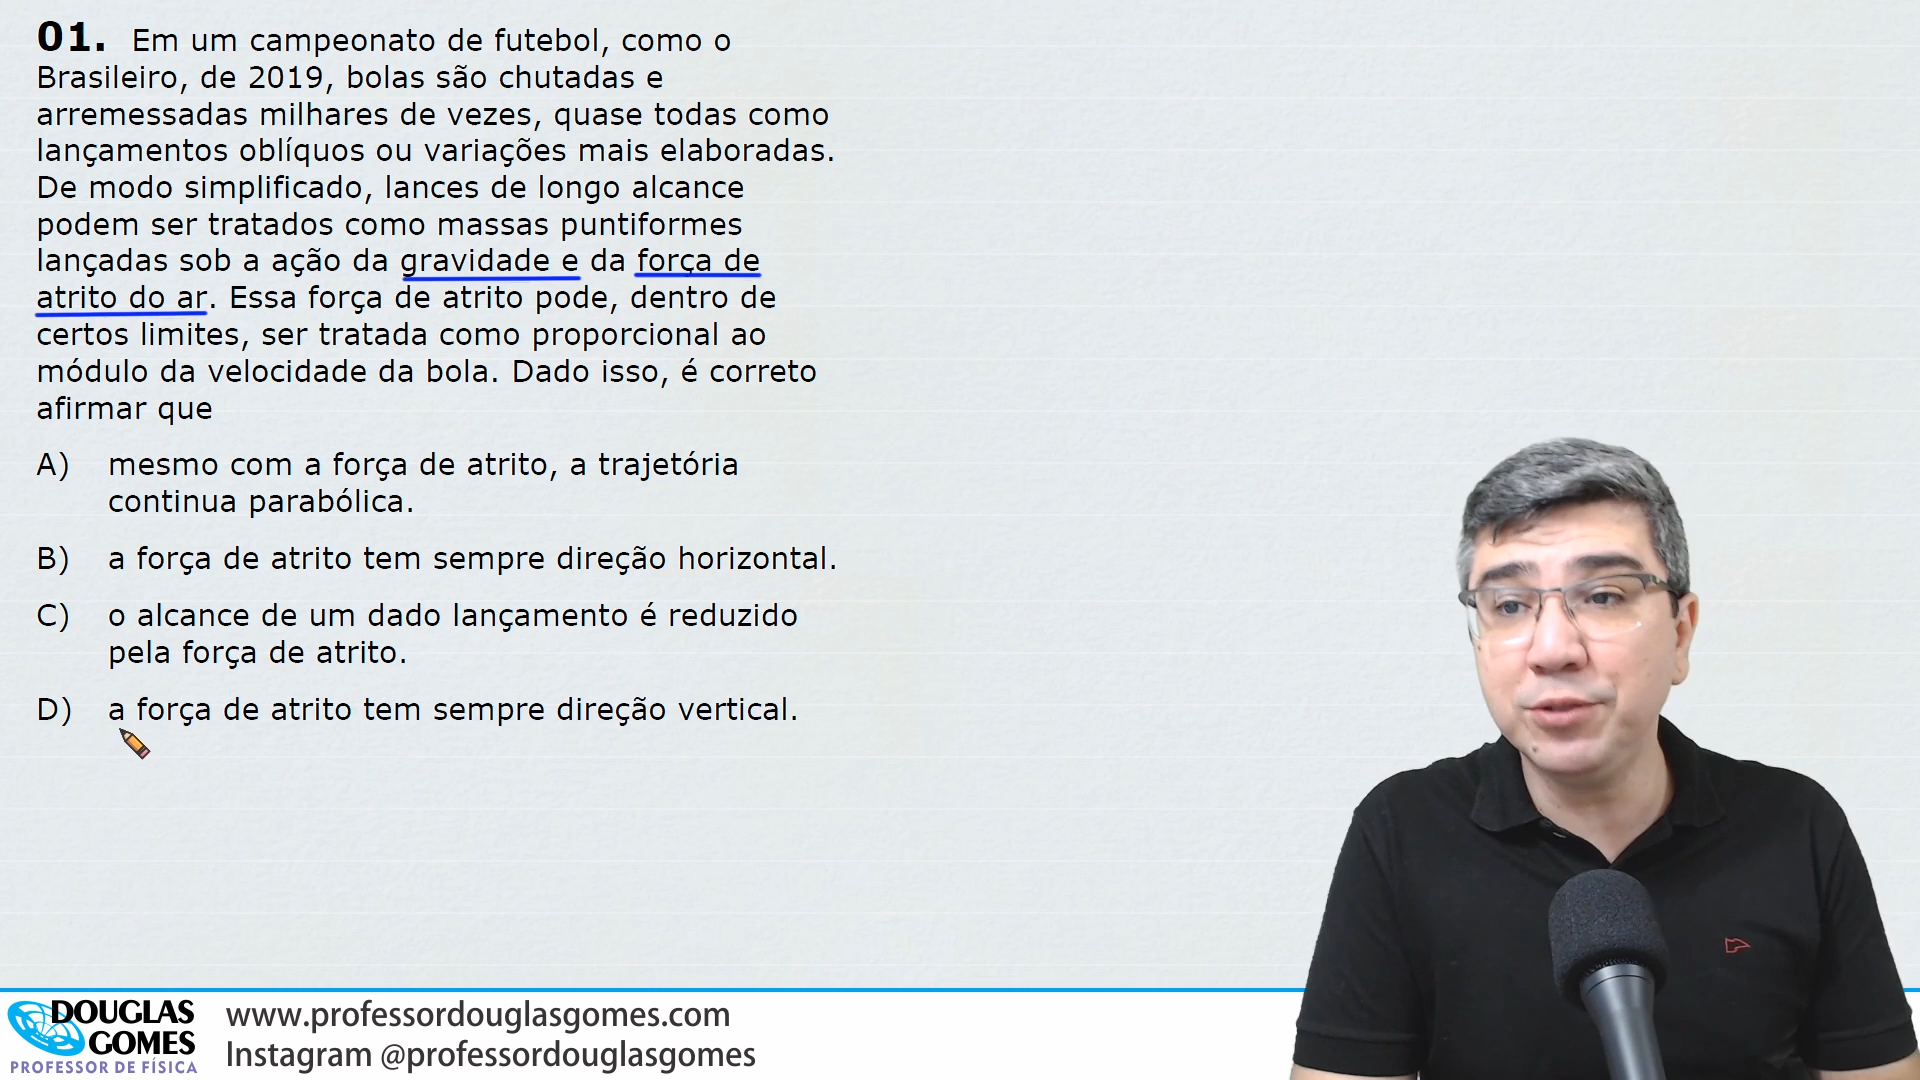 01. Em um campeonato de futebol, como o
Brasileiro, de 2019, bolas são chutadas e
arremessadas milhares de vezes, quase todas como
lançamentos oblíquos ou variações mais elaboradas.
De modo simplificado, lances de longo alcance
podem ser tratados como massas puntiformes
lançadas sob a ação da gravidade e da força de
atrito do ar. Essa força de atrito pode, dentro de
certos limites, ser tratada como proporcional ao
módulo da velocidade da bola. Dado isso, é correto
afirmar que
A) mesmo com a força de atrito, a trajetória
continua parabólica.
B) a força de atrito tem sempre direção horizontal.
C) o alcance de um dado lançamento é reduzido
pela força de atrito.
D) a força de atrito tem sempre direção vertical.
DOUGLAS
GOMES
PROFESSOR DE FÍSICA
www.professordouglasgomes.com
Instagram @professordouglasgomes